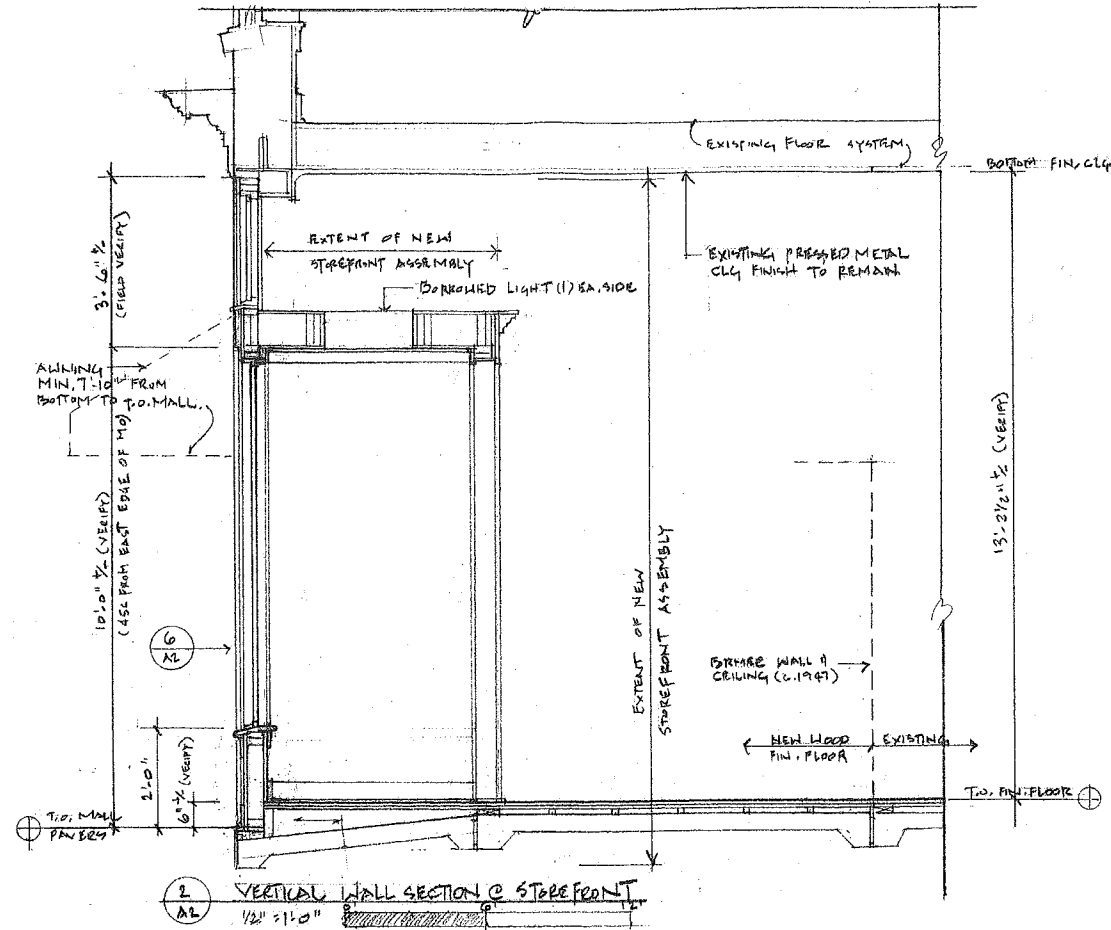 EXISTING FLOOR SYSTEM
BOTTOM FIN. CLG
EXTENT OF NEW
STOREFRONT ASSEMBLY
EXISTING PRESSED METAL
CLG FINISH TO REMAIN
BORROWED LIGHT (1) EA. SIDE
3'-6" +/-
(FIELD VERIFY)
AWNING
MIN. 7'-10" FROM
BOTTOM TO T.O. MALL.
10'-0" +/- (VERIFY)
(45L FROM EAST EDGE OF MO)
13'-2 1/2" +/- (VERIFY)
EXTENT OF NEW
STOREFRONT ASSEMBLY
6
A2
WALL &
CEILING (c. 1947)
NEW WOOD
FIN. FLOOR
EXISTING
2'-0"
6" +/- (VERIFY)
T.O. MALL
PAVERS
T.O. FIN. FLOOR
2
A2
VERTICAL WALL SECTION @ STOREFRONT
1/2" = 1'-0"
0'
6'
12'